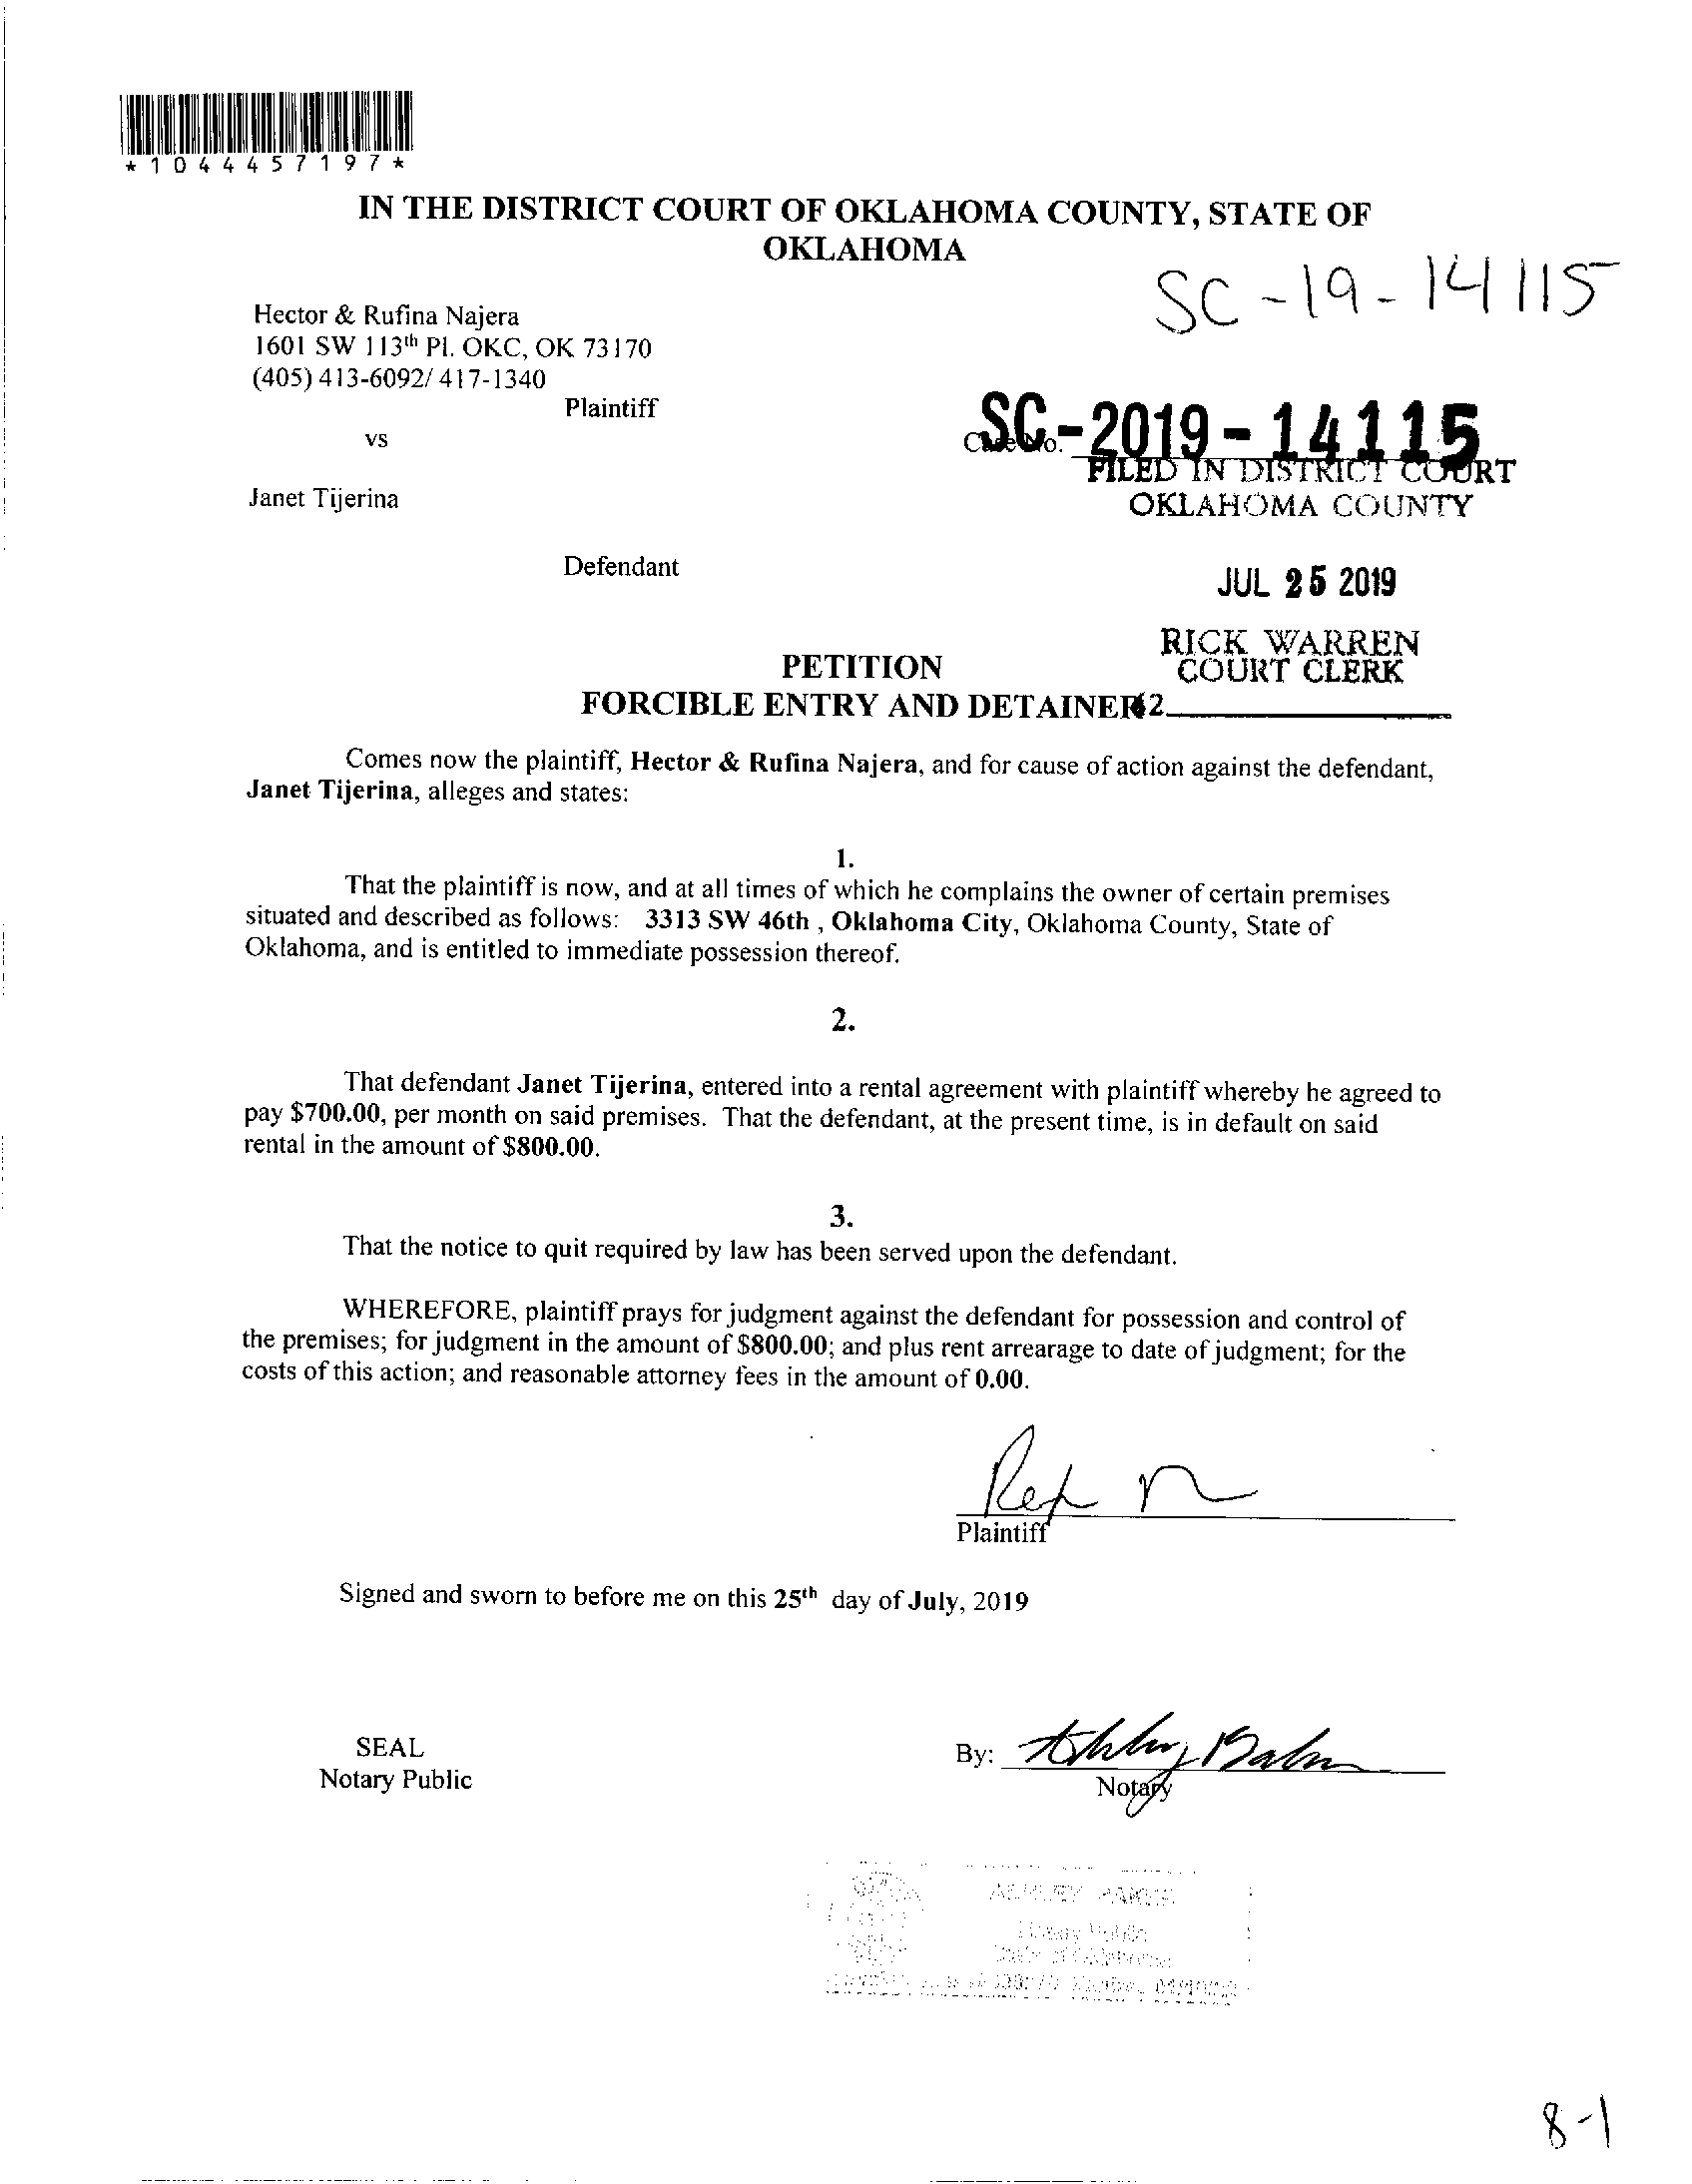 *1044457197*
IN THE DISTRICT COURT OF OKLAHOMA COUNTY, STATE OF
OKLAHOMA
SC-19-14115
Hector & Rufina Najera
1601 SW 113th Pl. OKC, OK 73170
(405) 413-6092/ 417-1340
Plaintiff
vs
Case No. SC-2019-14115
FILED IN DISTRICT COURT
OKLAHOMA COUNTY
Janet Tijerina
Defendant
JUL 25 2019
RICK WARREN
COURT CLERK
PETITION
FORCIBLE ENTRY AND DETAINER
42
Comes now the plaintiff, Hector & Rufina Najera, and for cause of action against the defendant,
Janet Tijerina, alleges and states:
1.
That the plaintiff is now, and at all times of which he complains the owner of certain premises
situated and described as follows: 3313 SW 46th , Oklahoma City, Oklahoma County, State of
Oklahoma, and is entitled to immediate possession thereof.
2.
That defendant Janet Tijerina, entered into a rental agreement with plaintiff whereby he agreed to
pay $700.00, per month on said premises. That the defendant, at the present time, is in default on said
rental in the amount of $800.00.
3.
That the notice to quit required by law has been served upon the defendant.
WHEREFORE, plaintiff prays for judgment against the defendant for possession and control of
the premises; for judgment in the amount of $800.00; and plus rent arrearage to date of judgment; for the
costs of this action; and reasonable attorney fees in the amount of 0.00.
Plaintiff
Signed and sworn to before me on this 25th day of July, 2019
SEAL
Notary Public
By:
Notary
Notary Public
8-1